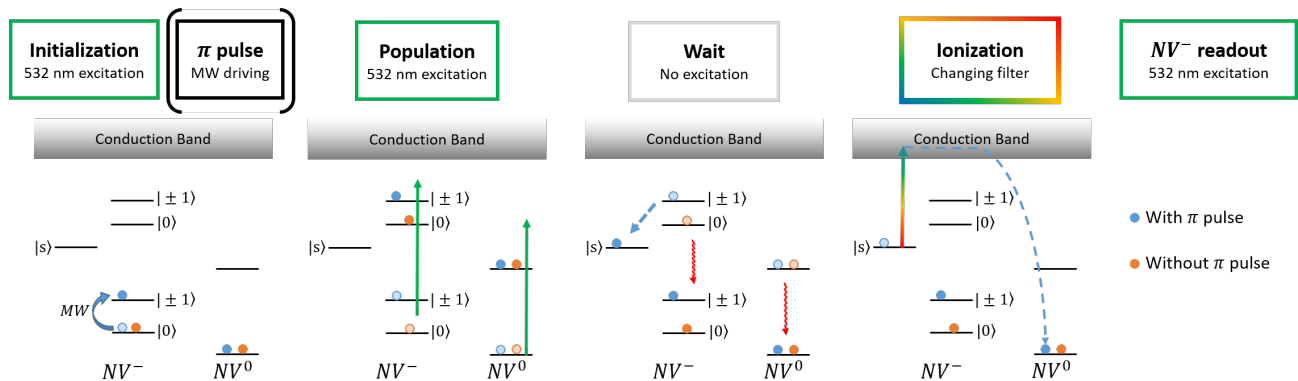 Initialization
532 nm excitation
π pulse
MW driving
Population
532 nm excitation
Wait
No excitation
Ionization
Changing filter
NV⁻ readout
532 nm excitation
Conduction Band
Conduction Band
Conduction Band
Conduction Band
|±1⟩
|0⟩
|s⟩
|±1⟩
MW
|0⟩
NV⁻
NV⁰
|±1⟩
|0⟩
|s⟩
|±1⟩
|0⟩
NV⁻
NV⁰
|±1⟩
|0⟩
|s⟩
|±1⟩
|0⟩
NV⁻
NV⁰
|±1⟩
|0⟩
|s⟩
|±1⟩
|0⟩
NV⁻
NV⁰
With π pulse
Without π pulse